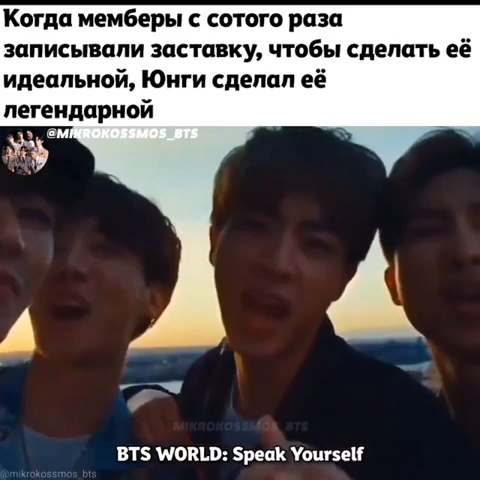 Когда мемберы с сотого раза
записывали заставку, чтобы сделать её
идеальной, Юнги сделал её
легендарной
@MIKROKOSSMOS_BTS
MIKROKOSSMOS_BTS
BTS WORLD: Speak Yourself
@mikrokossmos_bts